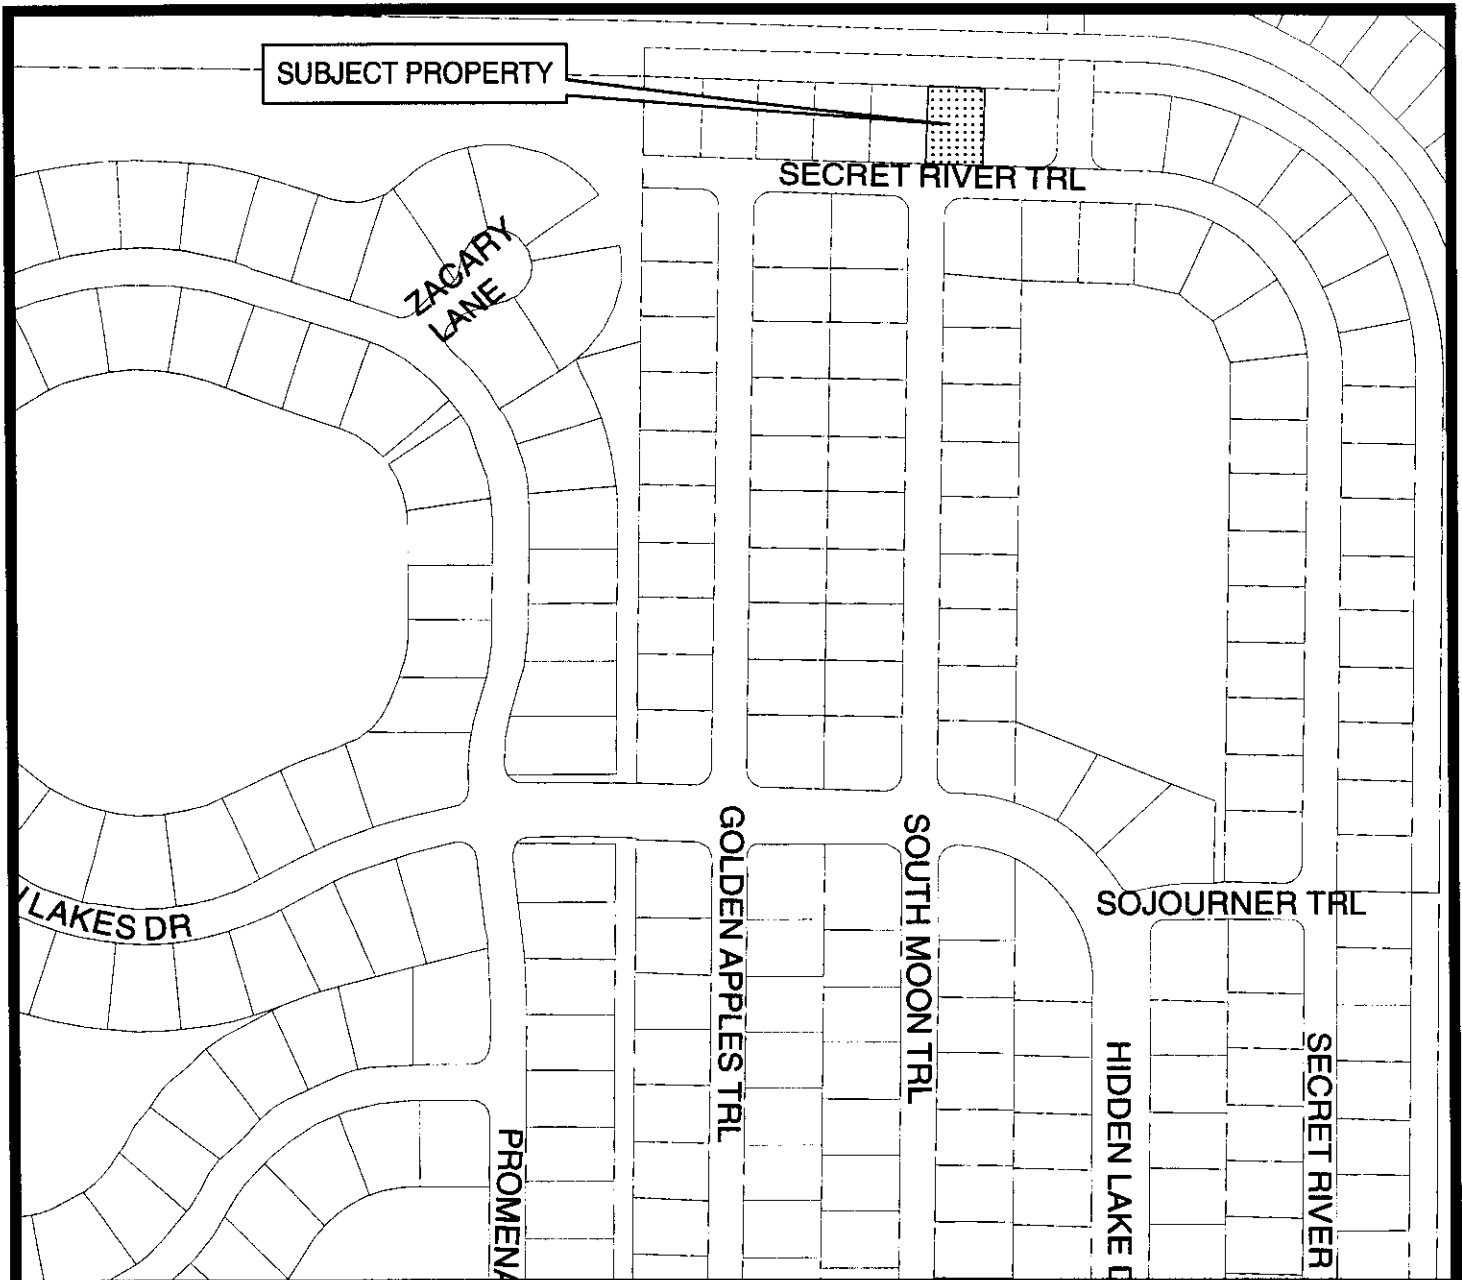 SUBJECT PROPERTY
SECRET RIVER TRL
ZACARY
LANE
GOLDEN APPLES TRL
SOUTH MOON TRL
SOJOURNER TRL
LAKES DR
HIDDEN LAKE
SECRET RIVER
PROMENA